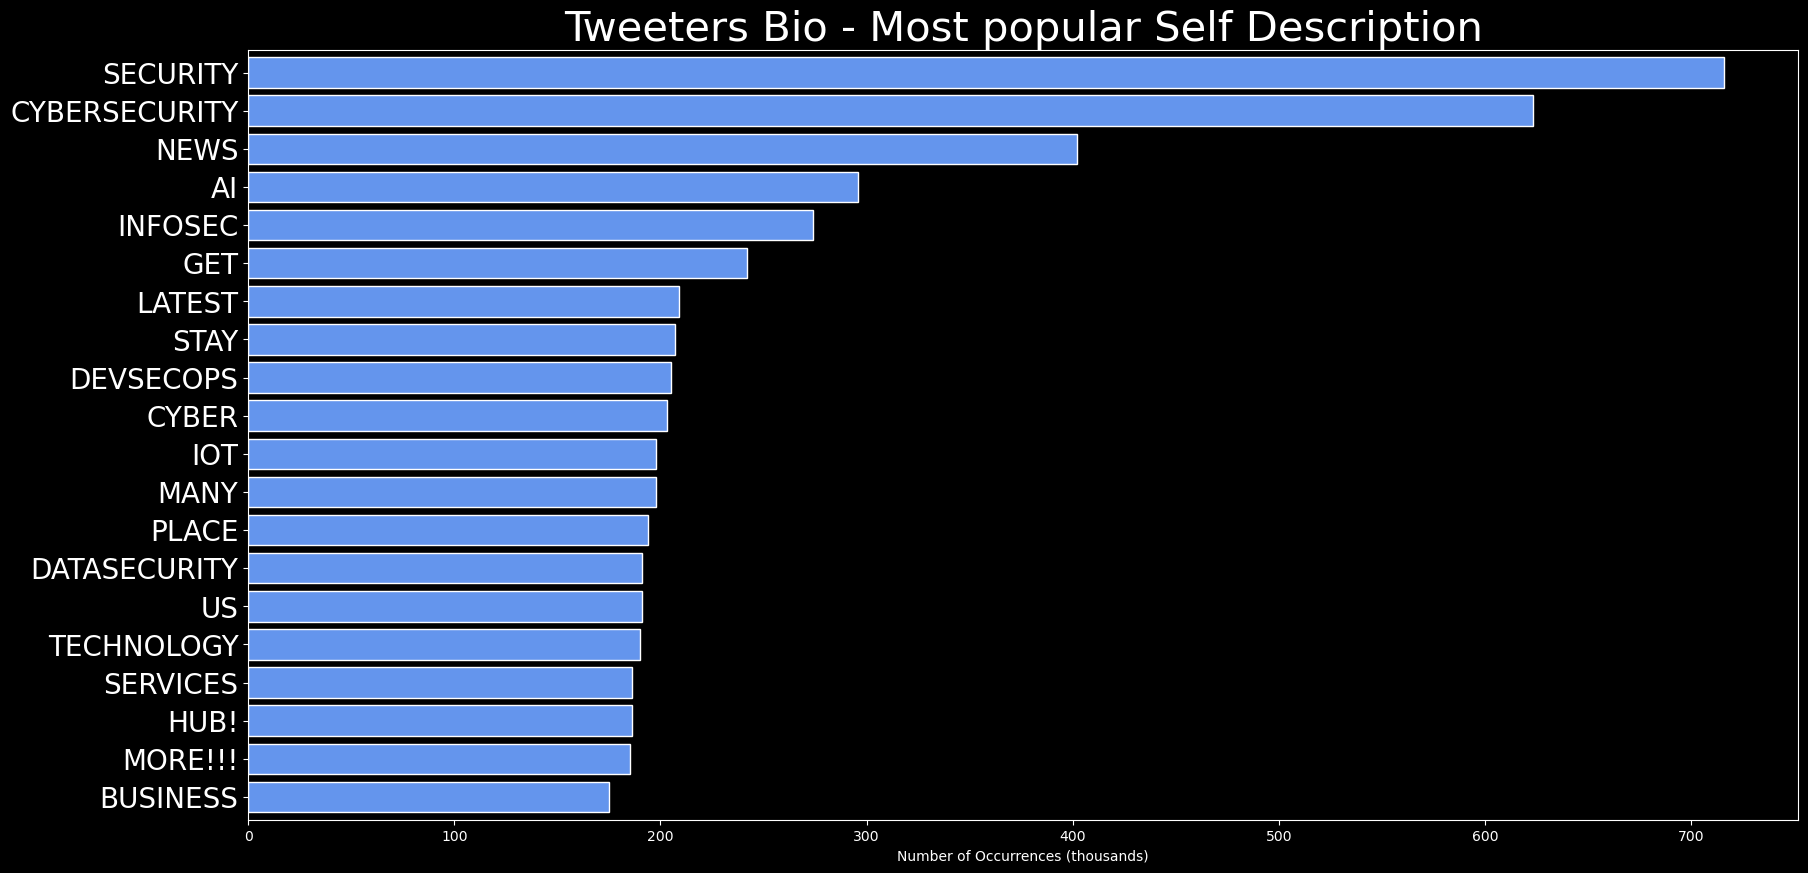 Tweeters Bio - Most popular Self Description
SECURITY
CYBERSECURITY
NEWS
AI
INFOSEC
GET
LATEST
STAY
DEVSECOPS
CYBER
IOT
MANY
PLACE
DATASECURITY
US
TECHNOLOGY
SERVICES
HUB!
MORE!!!
BUSINESS
0 100 200 300 400 500 600 700
Number of Occurrences (thousands)